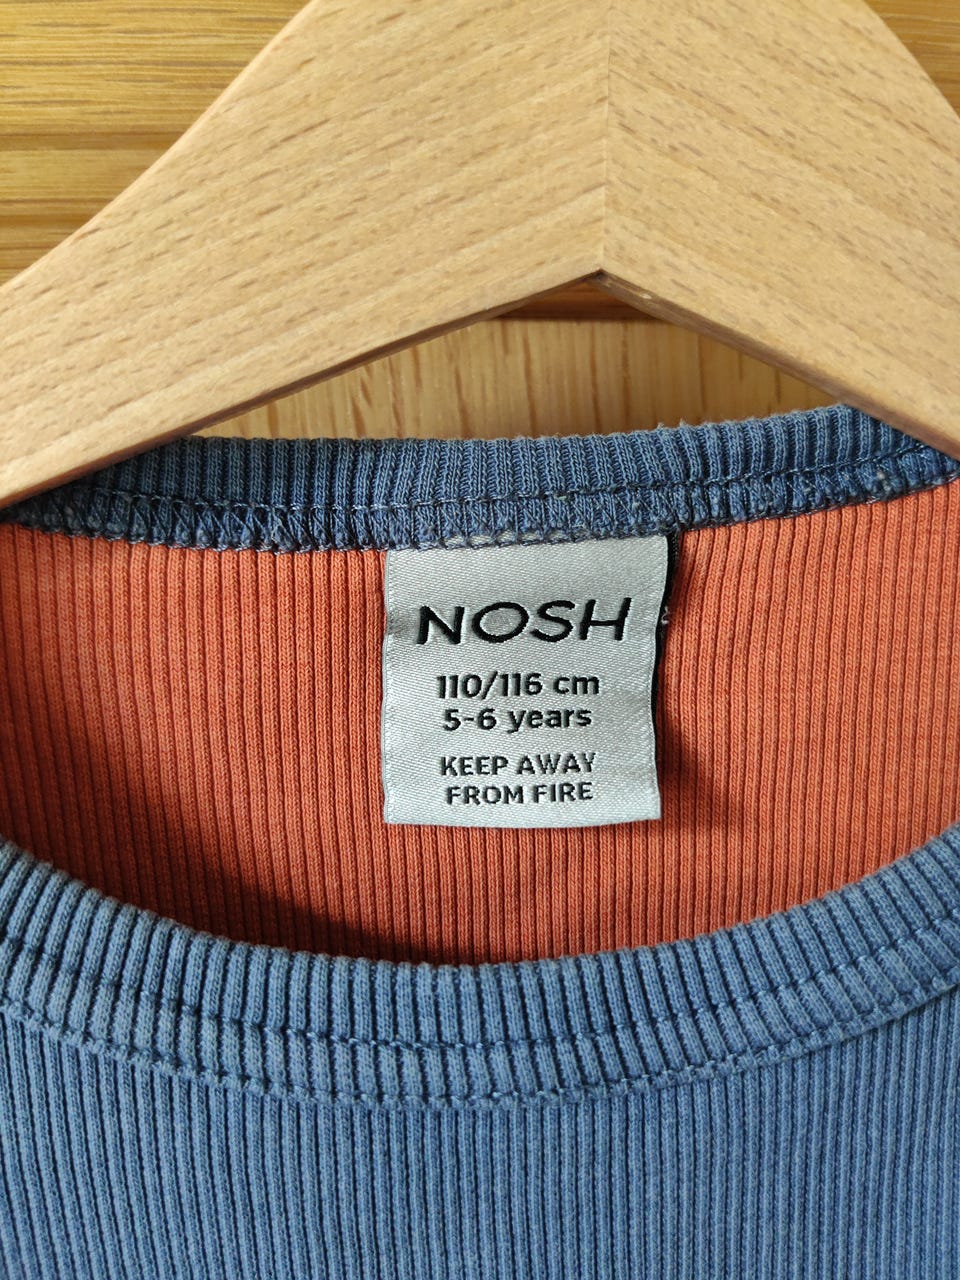 NOSH
110/116 cm
5-6 years
KEEP AWAY
FROM FIRE